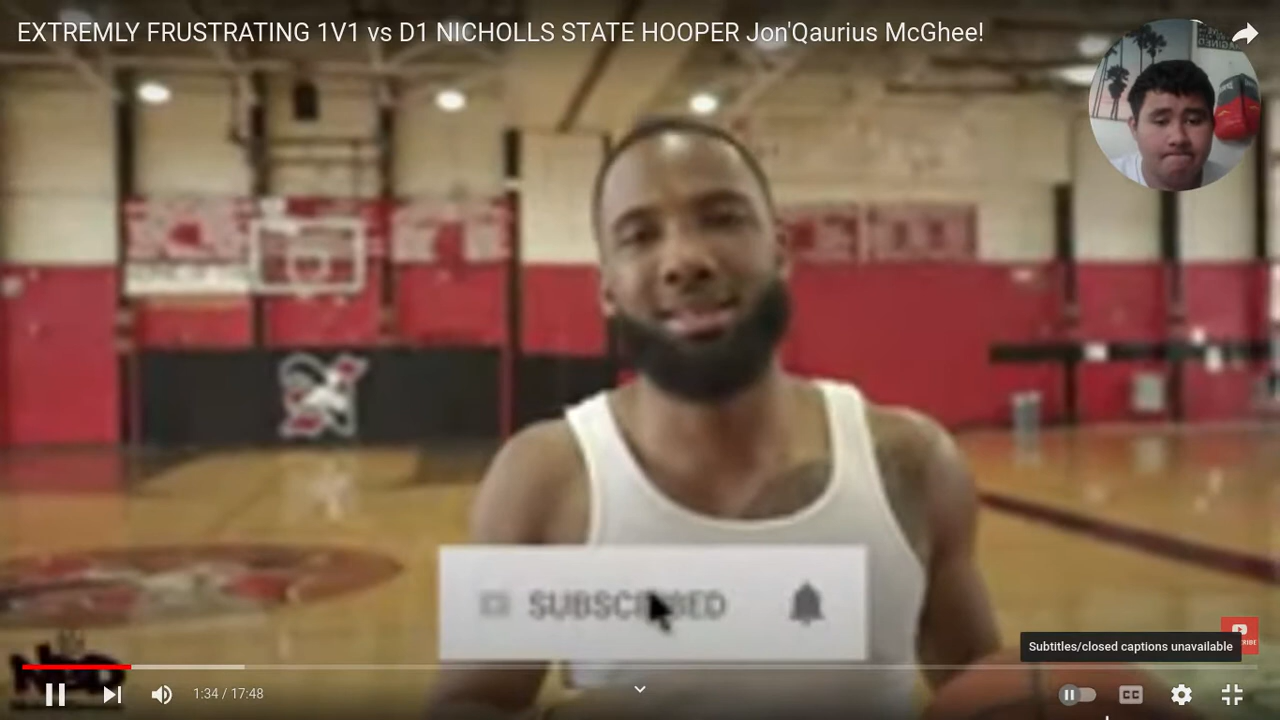 EXTREMLY FRUSTRATING 1V1 vs D1 NICHOLLS STATE HOOPER Jon'Qaurius McGhee!
SUBSCRIBED
Subtitles/closed captions unavailable
1:34 / 17:48
CC